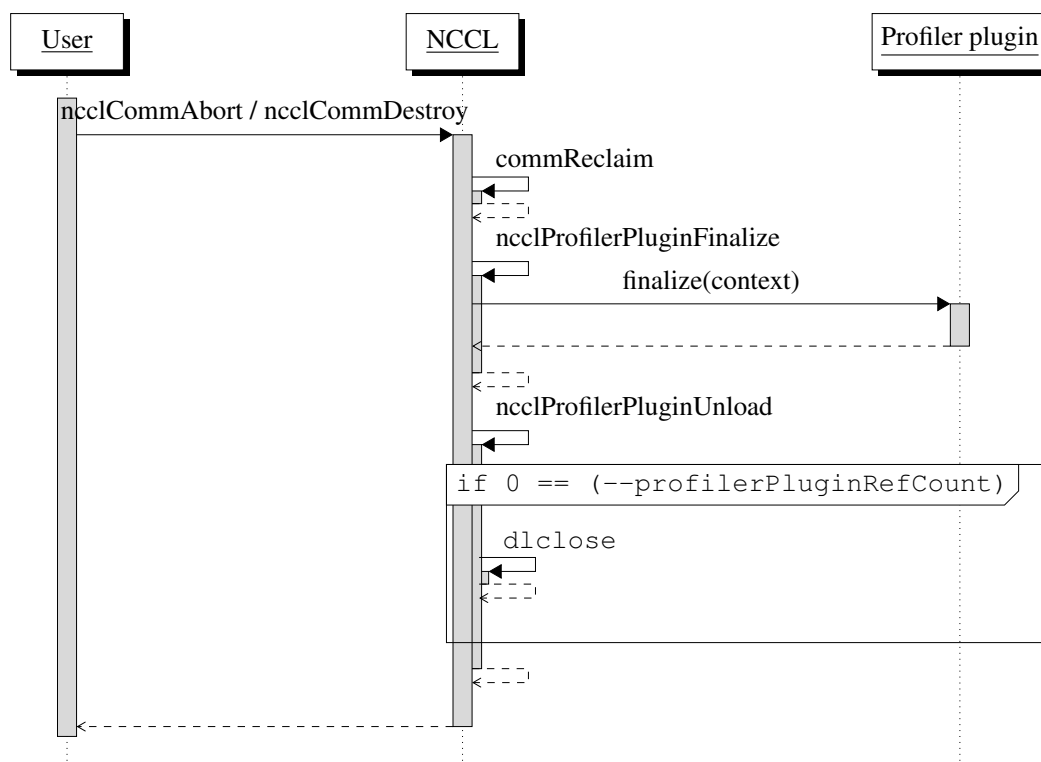 User
NCCL
Profiler plugin
ncclCommAbort / ncclCommDestroy
commReclaim
ncclProfilerPluginFinalize
finalize(context)
ncclProfilerPluginUnload
if 0 == (--profilerPluginRefCount)
dlclose